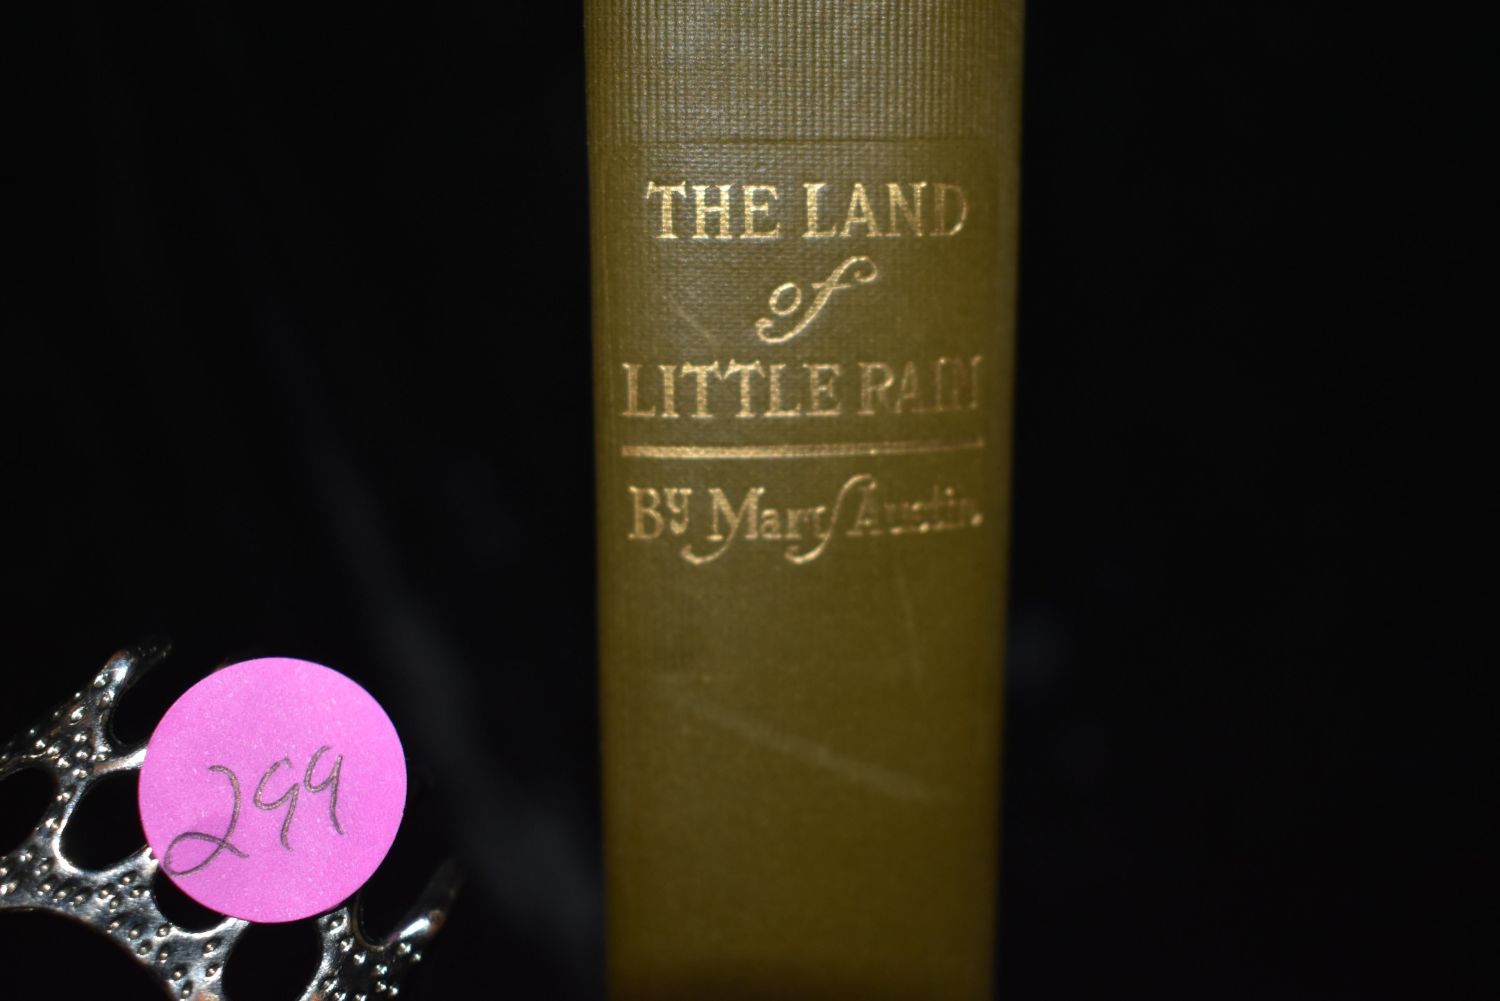 THE LAND
of
LITTLE RAIN
By Mary Austin.
299